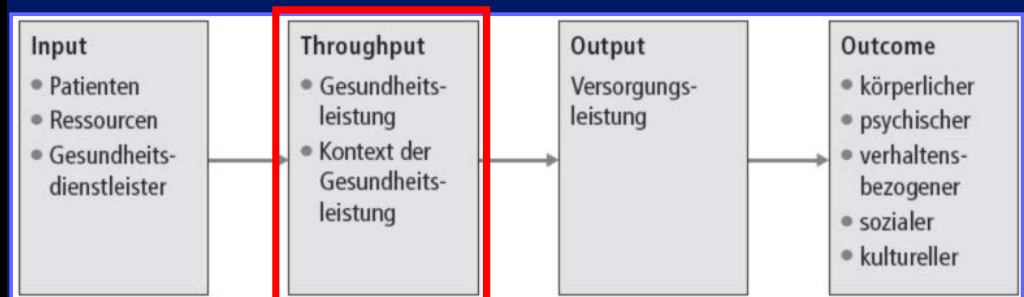 Input
• Patienten
• Ressourcen
• Gesundheits-
dienstleister
Throughput
• Gesundheits-
leistung
• Kontext der
Gesundheits-
leistung
Output
Versorgungs-
leistung
Outcome
• körperlicher
• psychischer
• verhaltens-
bezogener
• sozialer
• kultureller